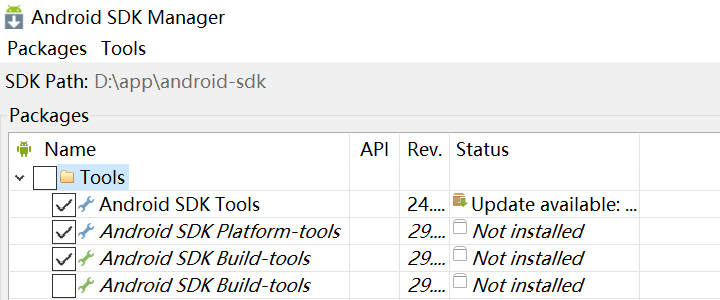 Android SDK Manager
Packages Tools
SDK Path: D:\app\android-sdk
Packages
Name API Rev. Status
Tools
Android SDK Tools 24.... Update available: ...
Android SDK Platform-tools 29.... Not installed
Android SDK Build-tools 29.... Not installed
Android SDK Build-tools 29.... Not installed